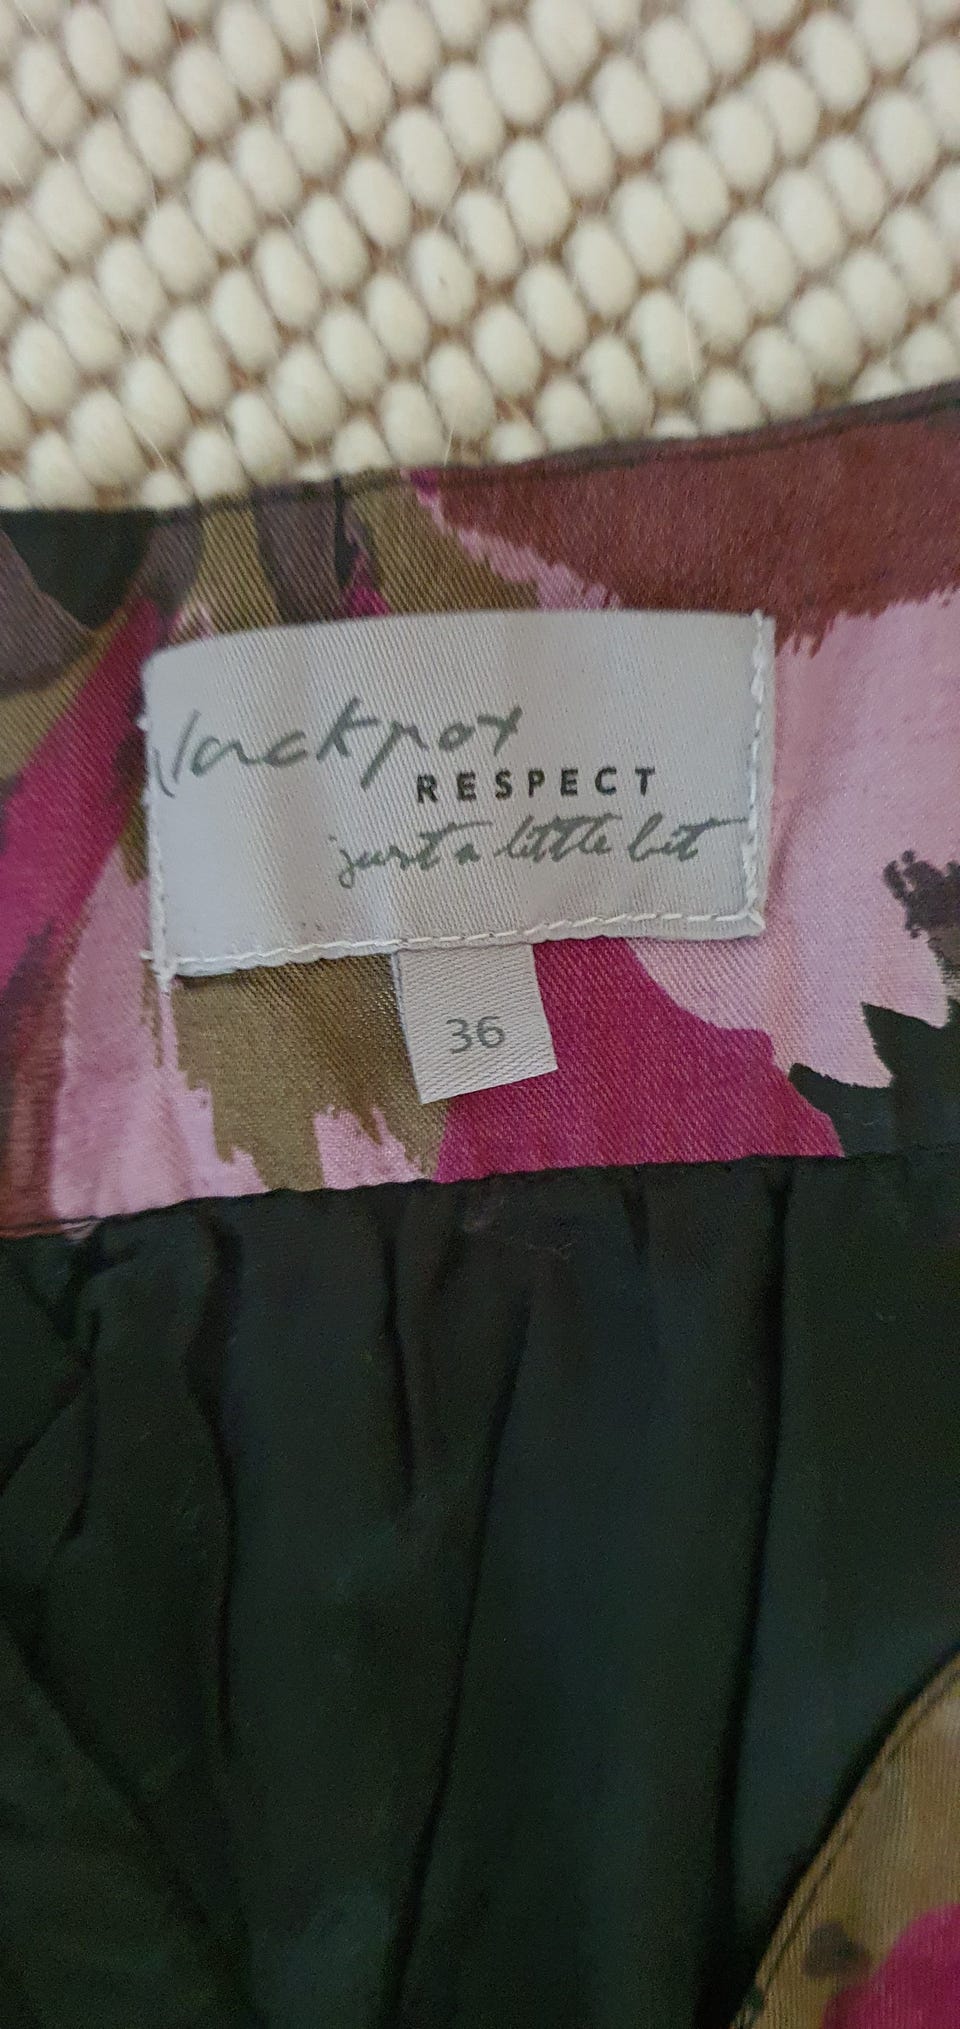 Jackpot
RESPECT
just a little bit
36